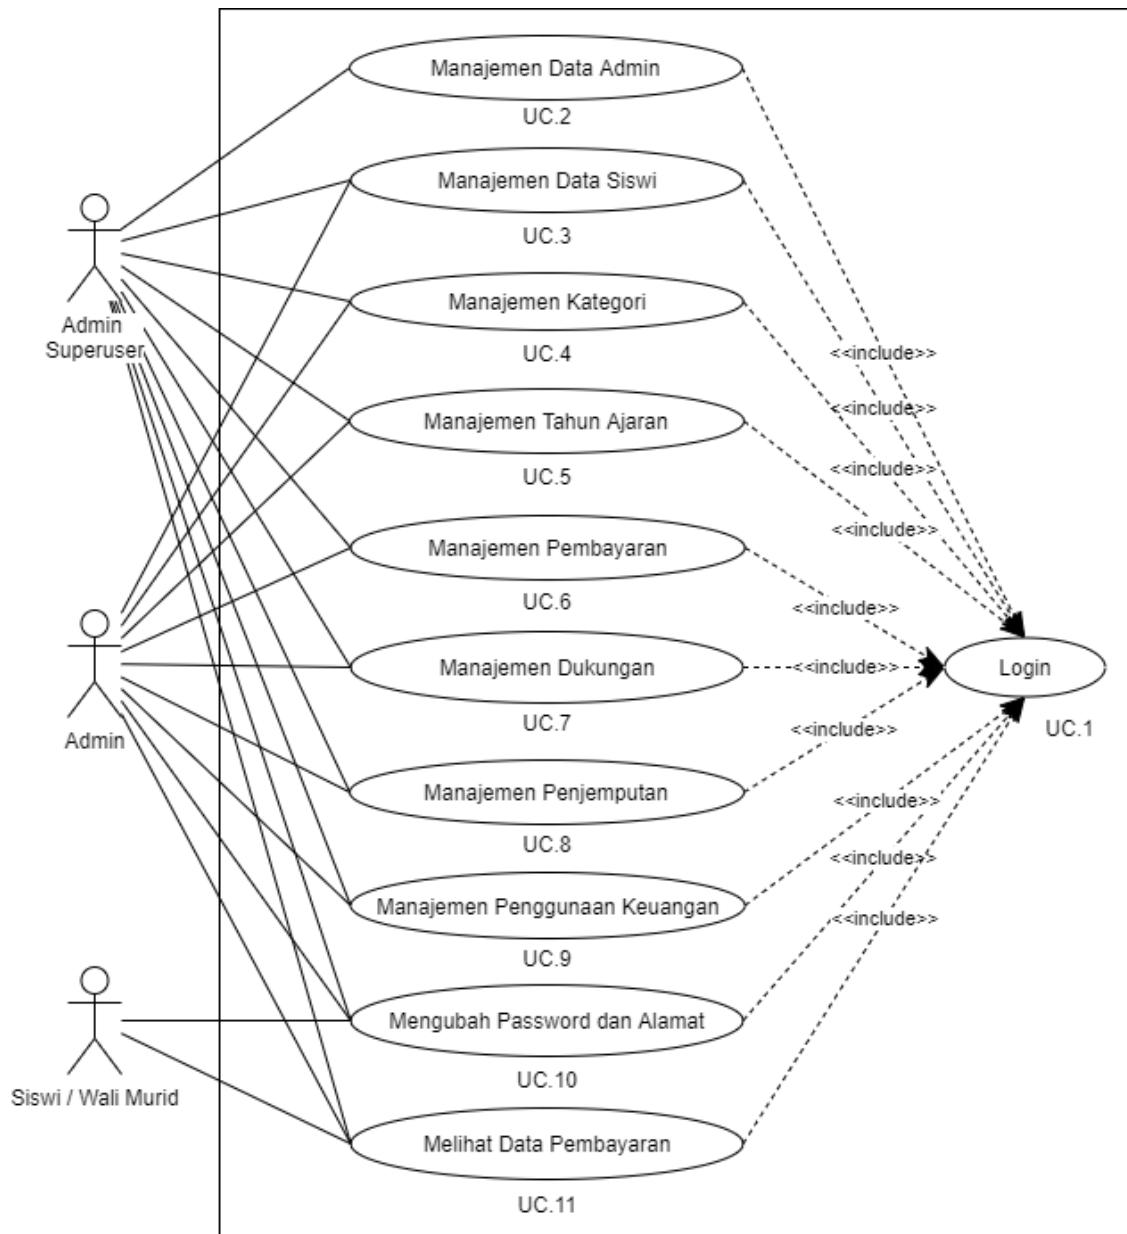 Manajemen Data Admin
UC.2
Manajemen Data Siswi
UC.3
Admin
Superuser
Manajemen Kategori
UC.4
<<include>>
<<include>>
Manajemen Tahun Ajaran
UC.5
<<include>>
<<include>>
Manajemen Pembayaran
UC.6
<<include>>
Manajemen Dukungan
UC.7
<<include>>
Login
UC.1
Admin
<<include>>
Manajemen Penjemputan
UC.8
<<include>>
<<include>>
Manajemen Penggunaan Keuangan
UC.9
<<include>>
Mengubah Password dan Alamat
UC.10
Siswi / Wali Murid
Melihat Data Pembayaran
UC.11